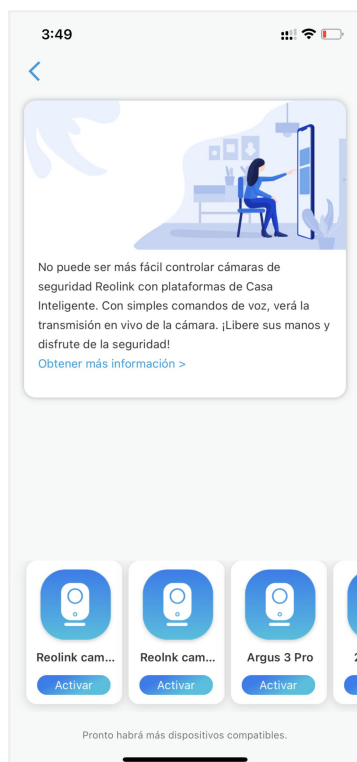 3:49
No puede ser más fácil controlar cámaras de
seguridad Reolink con plataformas de Casa
Inteligente. Con simples comandos de voz, verá la
transmisión en vivo de la cámara. ¡Libere sus manos y
disfrute de la seguridad!
Obtener más información >
Reolink cam... Reolnk cam... Argus 3 Pro 2
Activar Activar Activar
Pronto habrá más dispositivos compatibles.